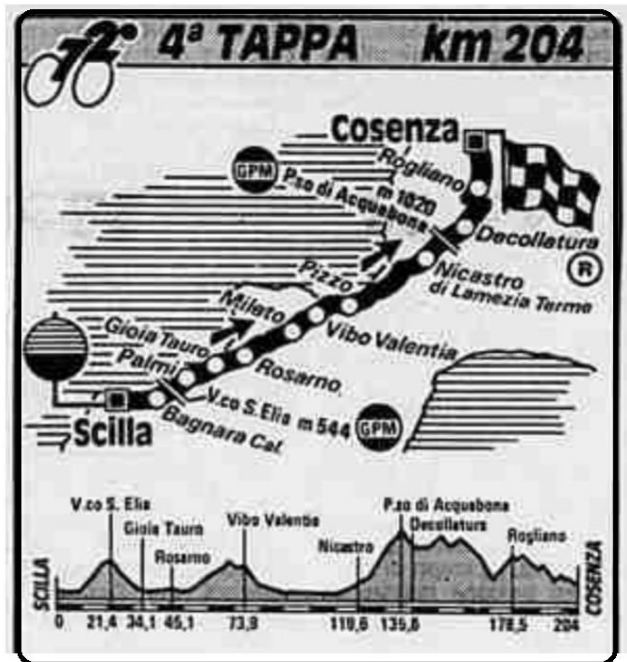 72° 4ª TAPPA km 204
Cosenza
Rogliano
GPM P.so di Acquabona
m 1020
Decollatura
R
Nicastro
di Lamezia Terme
Pizzo
Mileto
Vibo Valentia
Gioia Tauro
Rosarno
Palmi
V.co S. Elia m 544 GPM
Scilla
Bagnara Cal.
V.co S. Elia
Gioia Tauro
Rosarno
Vibo Valentia
Nicastro
P.so di Acquabona
Decollatura
Rogliano
SCILLA
COSENZA
0 21,4 34,1 45,1 73,9 119,6 135,6 178,5 204